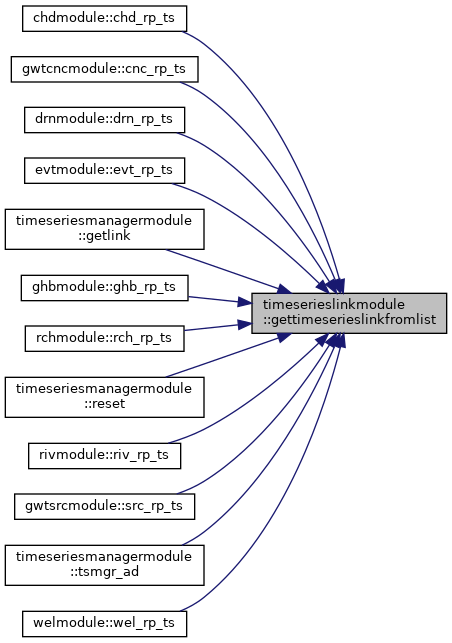 chdmodule::chd_rp_ts
gwtcncmodule::cnc_rp_ts
drnmodule::drn_rp_ts
evtmodule::evt_rp_ts
timeseriesmanagermodule
::getlink
ghbmodule::ghb_rp_ts
timeserieslinkmodule
::gettimeserieslinkfromlist
rchmodule::rch_rp_ts
timeseriesmanagermodule
::reset
rivmodule::riv_rp_ts
gwtsrcmodule::src_rp_ts
timeseriesmanagermodule
::tsmgr_ad
welmodule::wel_rp_ts